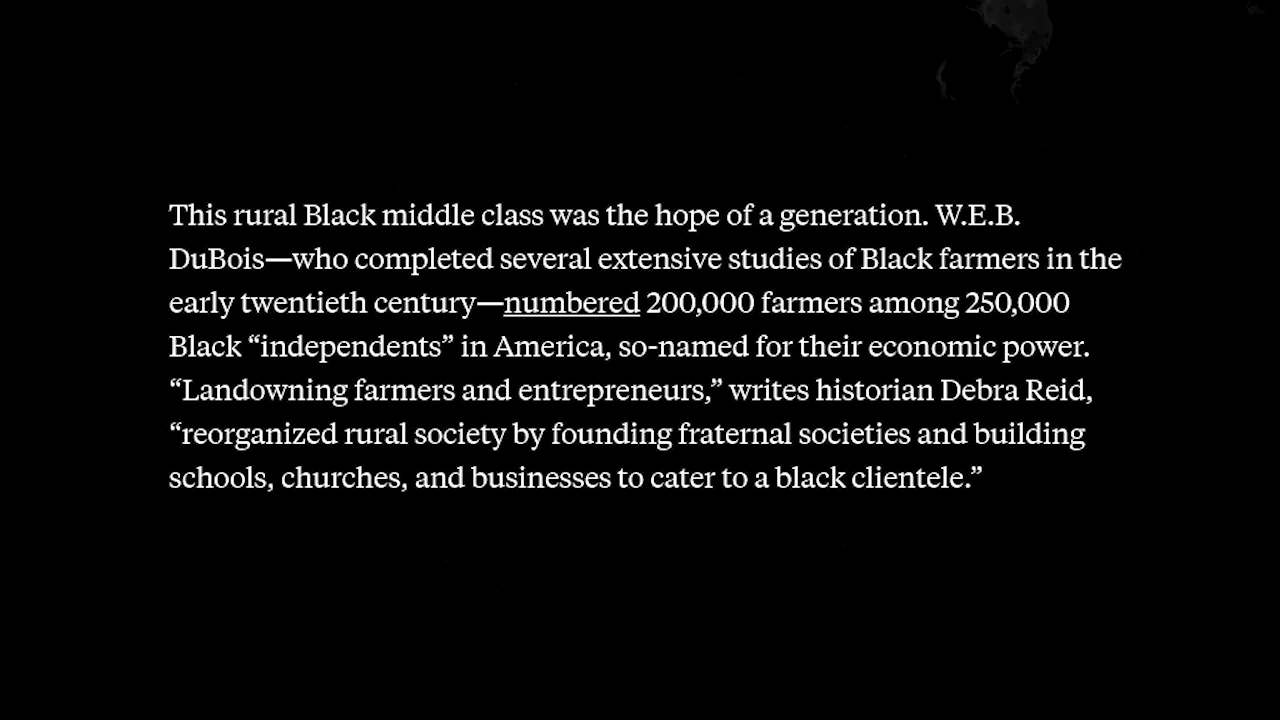 This rural Black middle class was the hope of a generation. W.E.B.
DuBois—who completed several extensive studies of Black farmers in the
early twentieth century—numbered 200,000 farmers among 250,000
Black “independents” in America, so-named for their economic power.
“Landowning farmers and entrepreneurs,” writes historian Debra Reid,
“reorganized rural society by founding fraternal societies and building
schools, churches, and businesses to cater to a black clientele.”